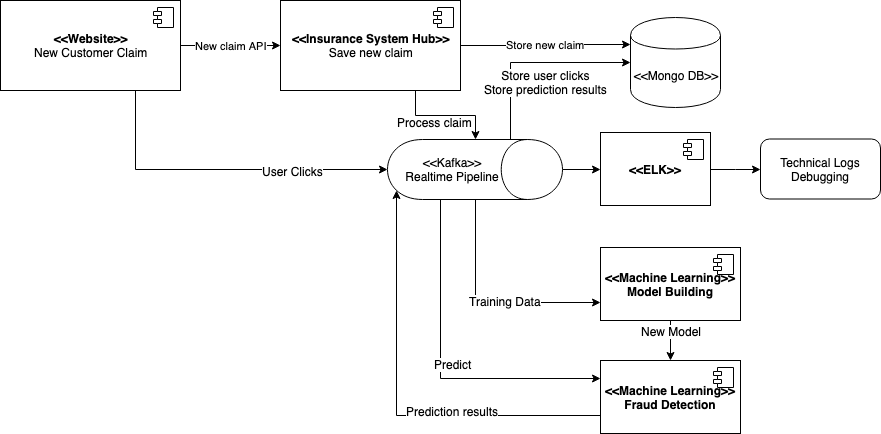 <<Website>>
New Customer Claim
New claim API
<<Insurance System Hub>>
Save new claim
Store new claim
<<Mongo DB>>
Store user clicks
Store prediction results
Process claim
User Clicks
<<Kafka>>
Realtime Pipeline
<<ELK>>
Technical Logs
Debugging
<<Machine Learning>>
Model Building
Training Data
New Model
Predict
<<Machine Learning>>
Fraud Detection
Prediction results